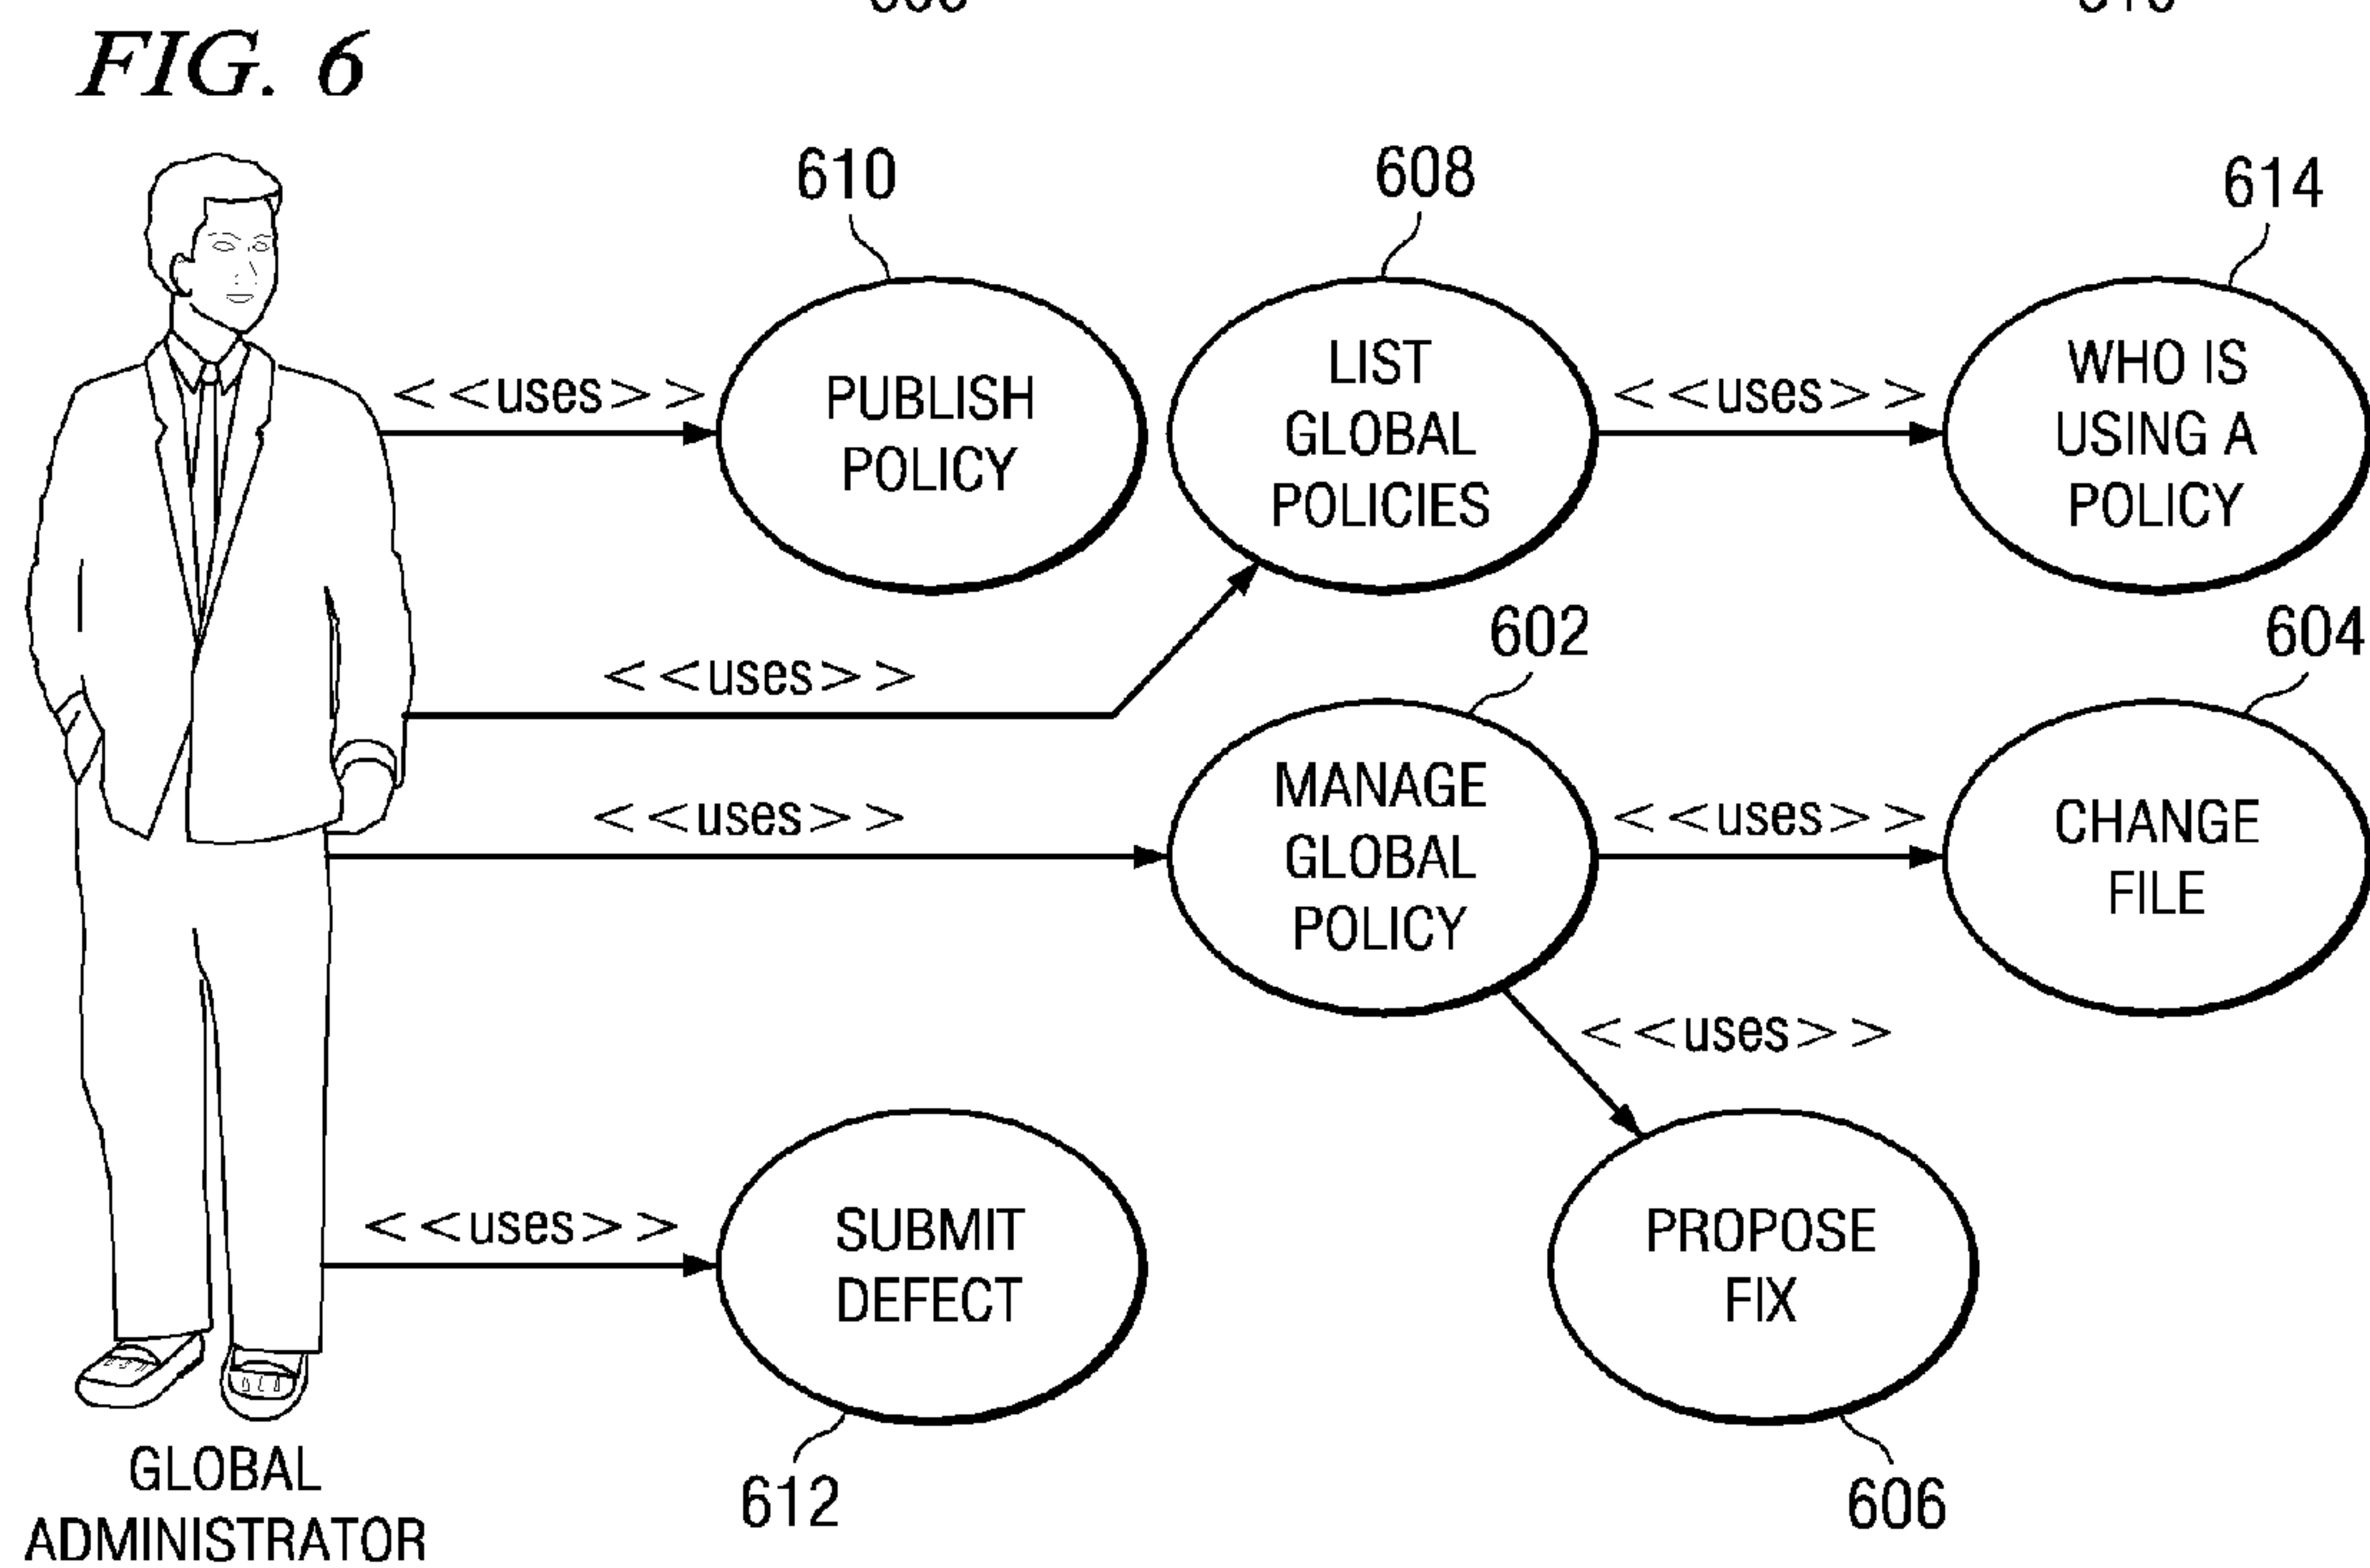 FIG. 6
610
608
614
<<uses>>
PUBLISH
POLICY
LIST
GLOBAL
POLICIES
<<uses>>
WHO IS
USING A
POLICY
602
604
<<uses>>
<<uses>>
MANAGE
GLOBAL
POLICY
<<uses>>
CHANGE
FILE
<<uses>>
<<uses>>
SUBMIT
DEFECT
PROPOSE
FIX
GLOBAL
ADMINISTRATOR
612
606